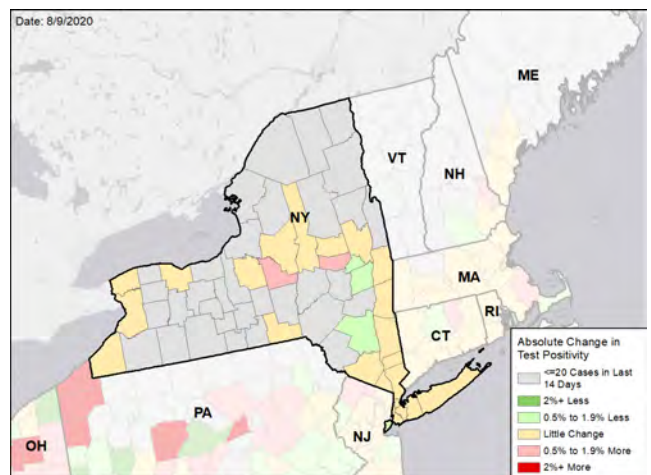 Date: 8/9/2020
ME
VT
NH
NY
MA
CT
RI
PA
NJ
OH
Absolute Change in
Test Positivity
<=20 Cases in Last
14 Days
2%+ Less
0.5% to 1.9% Less
Little Change
0.5% to 1.9% More
2%+ More